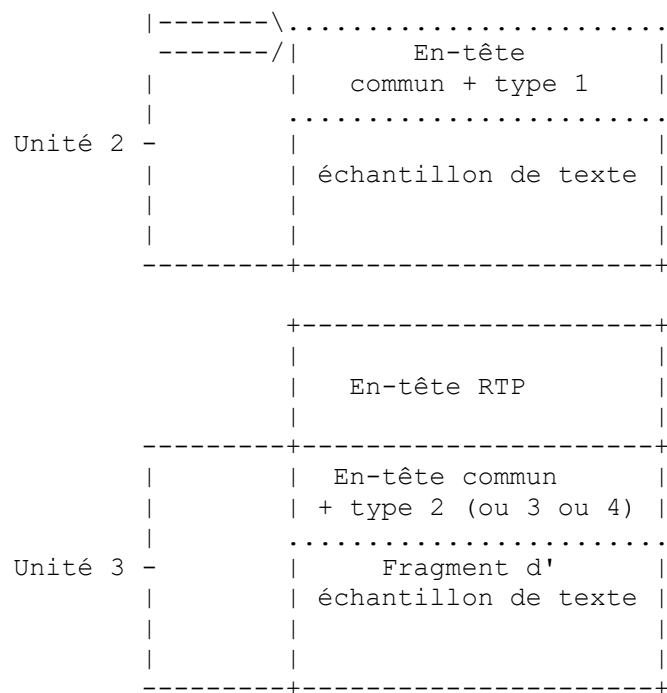 En-tête
commun + type 1
Unité 2
échantillon de texte
En-tête RTP
En-tête commun
+ type 2 (ou 3 ou 4)
Unité 3
Fragment d'
échantillon de texte